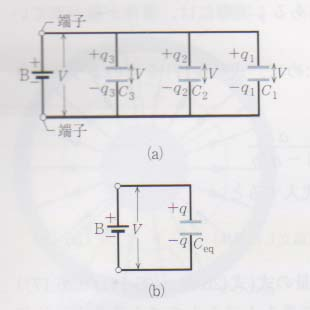 端子
B
+
−
V
+q3
−q3
C3
V
+q2
−q2
C2
V
+q1
−q1
C1
V
端子
(a)
B
+
−
V
+q
−q
Ceq
(b)